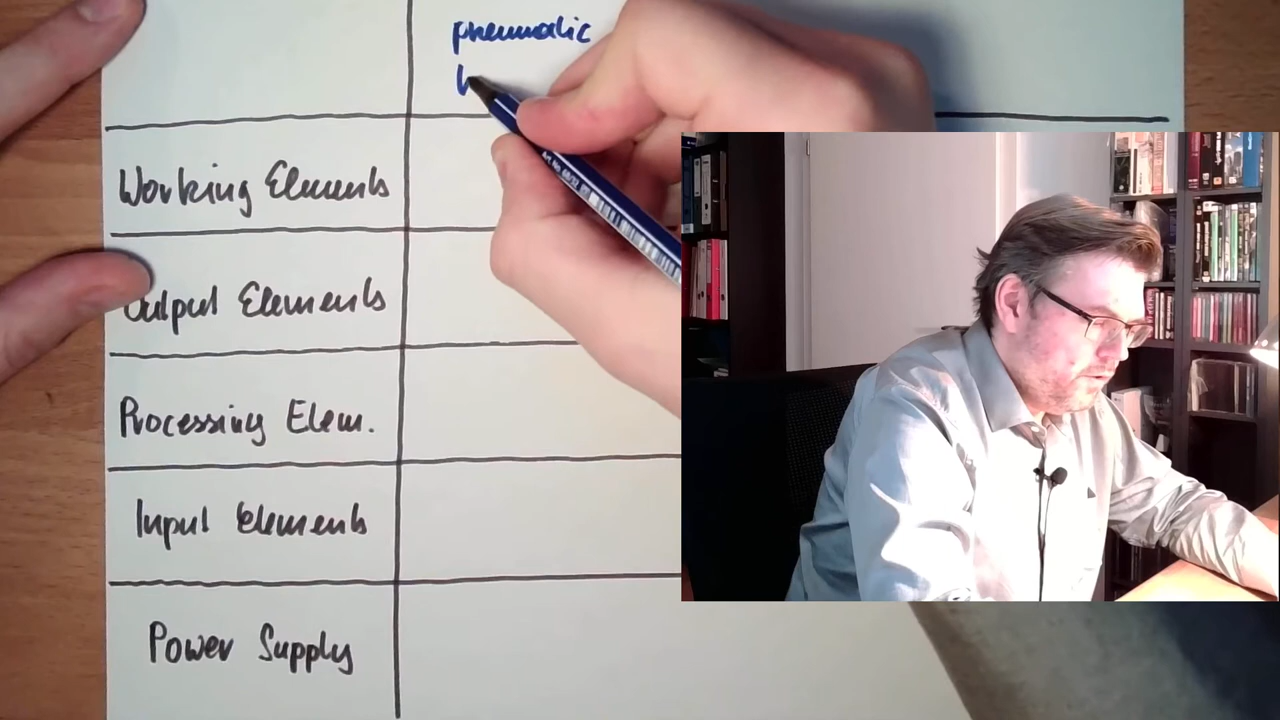 pneumatic
Working Elements
Output Elements
Processing Elem.
Input Elements
Power Supply